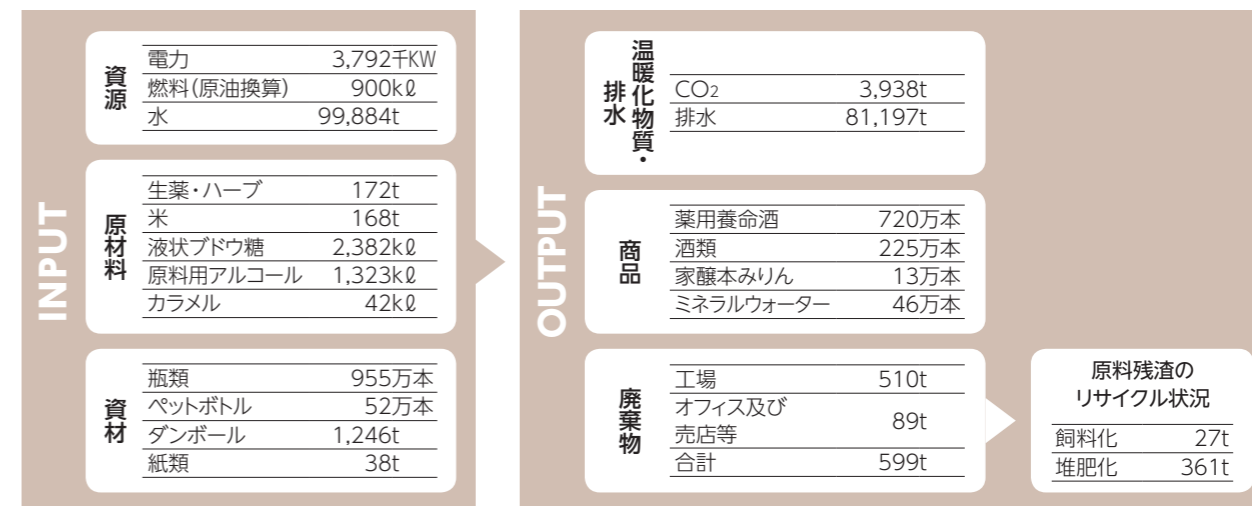 INPUT
資源
電力 3,792千KW
燃料(原油換算) 900kℓ
水 99,884t
原材料
生薬・ハーブ 172t
米 168t
液状ブドウ糖 2,382kℓ
原料用アルコール 1,323kℓ
カラメル 42kℓ
資材
瓶類 955万本
ペットボトル 52万本
ダンボール 1,246t
紙類 38t
OUTPUT
温暖化物質・
排水
CO2 3,938t
排水 81,197t
商品
薬用養命酒 720万本
酒類 225万本
家醸本みりん 13万本
ミネラルウォーター 46万本
廃棄物
工場 510t
オフィス及び
売店等 89t
合計 599t
原料残渣の
リサイクル状況
飼料化 27t
堆肥化 361t